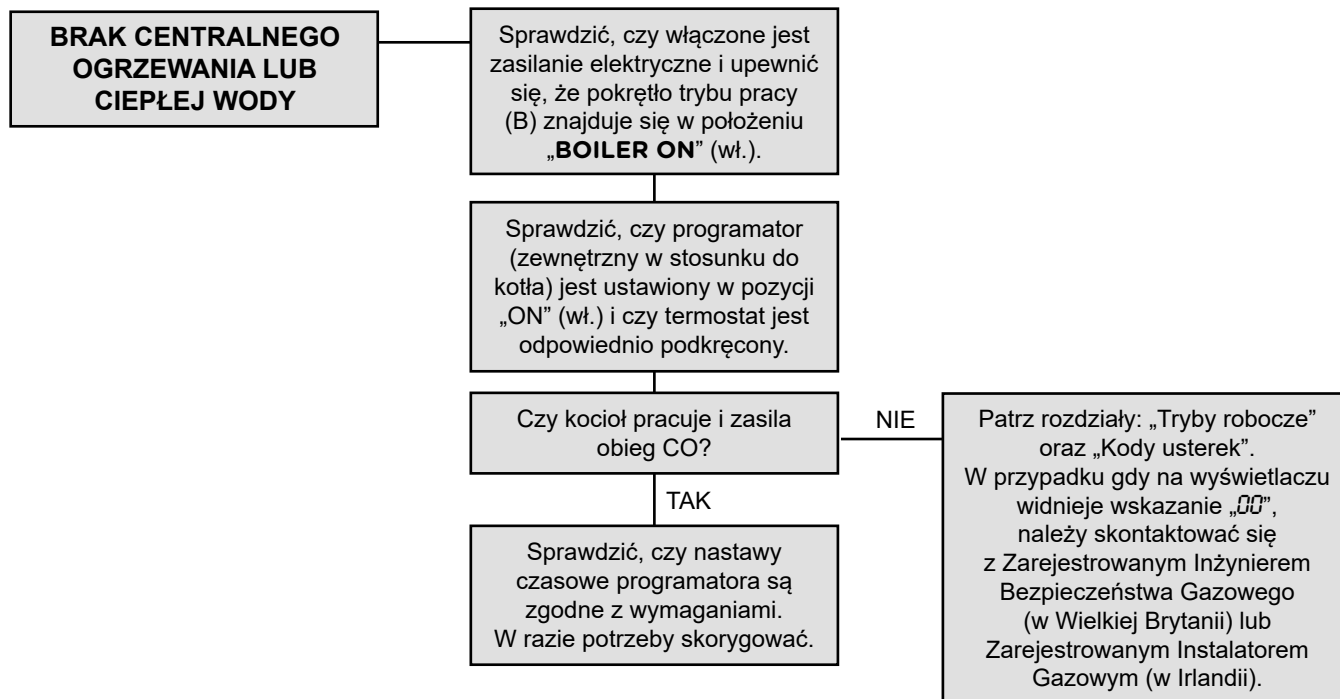 BRAK CENTRALNEGO
OGRZEWANIA LUB
CIEPŁEJ WODY
Sprawdzić, czy włączone jest
zasilanie elektryczne i upewnić
się, że pokrętło trybu pracy
(B) znajduje się w położeniu
„BOILER ON” (wł.).
Sprawdzić, czy programator
(zewnętrzny w stosunku do
kotła) jest ustawiony w pozycji
„ON” (wł.) i czy termostat jest
odpowiednio podkręcony.
Czy kocioł pracuje i zasila
obieg CO?
NIE
Patrz rozdziały: „Tryby robocze”
oraz „Kody usterek”.
W przypadku gdy na wyświetlaczu
widnieje wskazanie „00”,
należy skontaktować się
z Zarejestrowanym Inżynierem
Bezpieczeństwa Gazowego
(w Wielkiej Brytanii) lub
Zarejestrowanym Instalatorem
Gazowym (w Irlandii).
TAK
Sprawdzić, czy nastawy
czasowe programatora są
zgodne z wymaganiami.
W razie potrzeby skorygować.